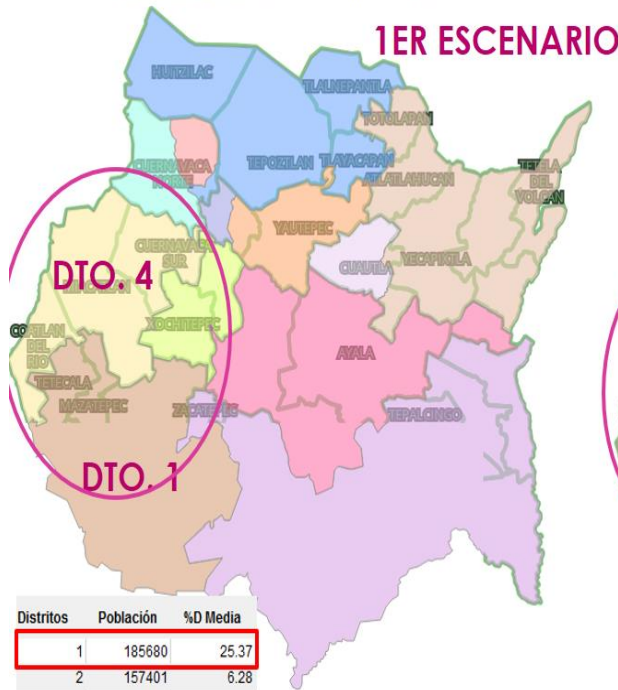 1ER ESCENARIO
HUITZILAC
TLALNEPANTLA
TOTOLAPAN
CUERNAVACA
NORTE
TEPOZTLAN
TLAYACAPAN
ATLATLAHUCAN
TETELA
DEL
VOLCAN
YAUTEPEC
CUERNAVACA
SUR
CUAUTLA
YECAPIXTLA
DTO. 4
XOCHITEPEC
COATLAN
DEL
RIO
AYALA
TETECALA
MAZATEPEC
ZACATEPEC
TEPALCINGO
DTO. 1
Distritos Población %D Media
1 185680 25.37
2 157401 6.28